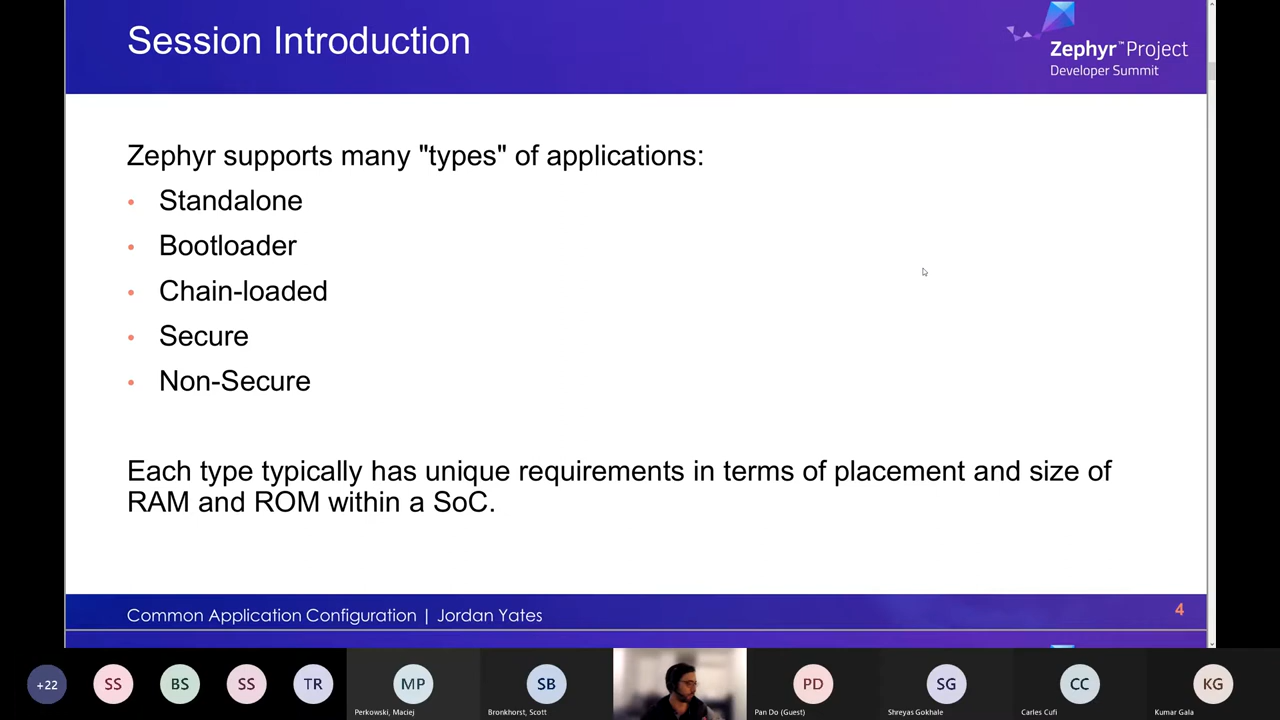 Session Introduction
Zephyr™Project
Developer Summit
Zephyr supports many "types" of applications:
• Standalone
• Bootloader
• Chain-loaded
• Secure
• Non-Secure
Each type typically has unique requirements in terms of placement and size of
RAM and ROM within a SoC.
Common Application Configuration | Jordan Yates
4
+22
SS
BS
SS
TR
MP
SB
PD
SG
CC
KG
Perkowski, Maciej
Bronkhorst, Scott
Pan Do (Guest)
Shreyas Gokhale
Carles Cufi
Kumar Gala